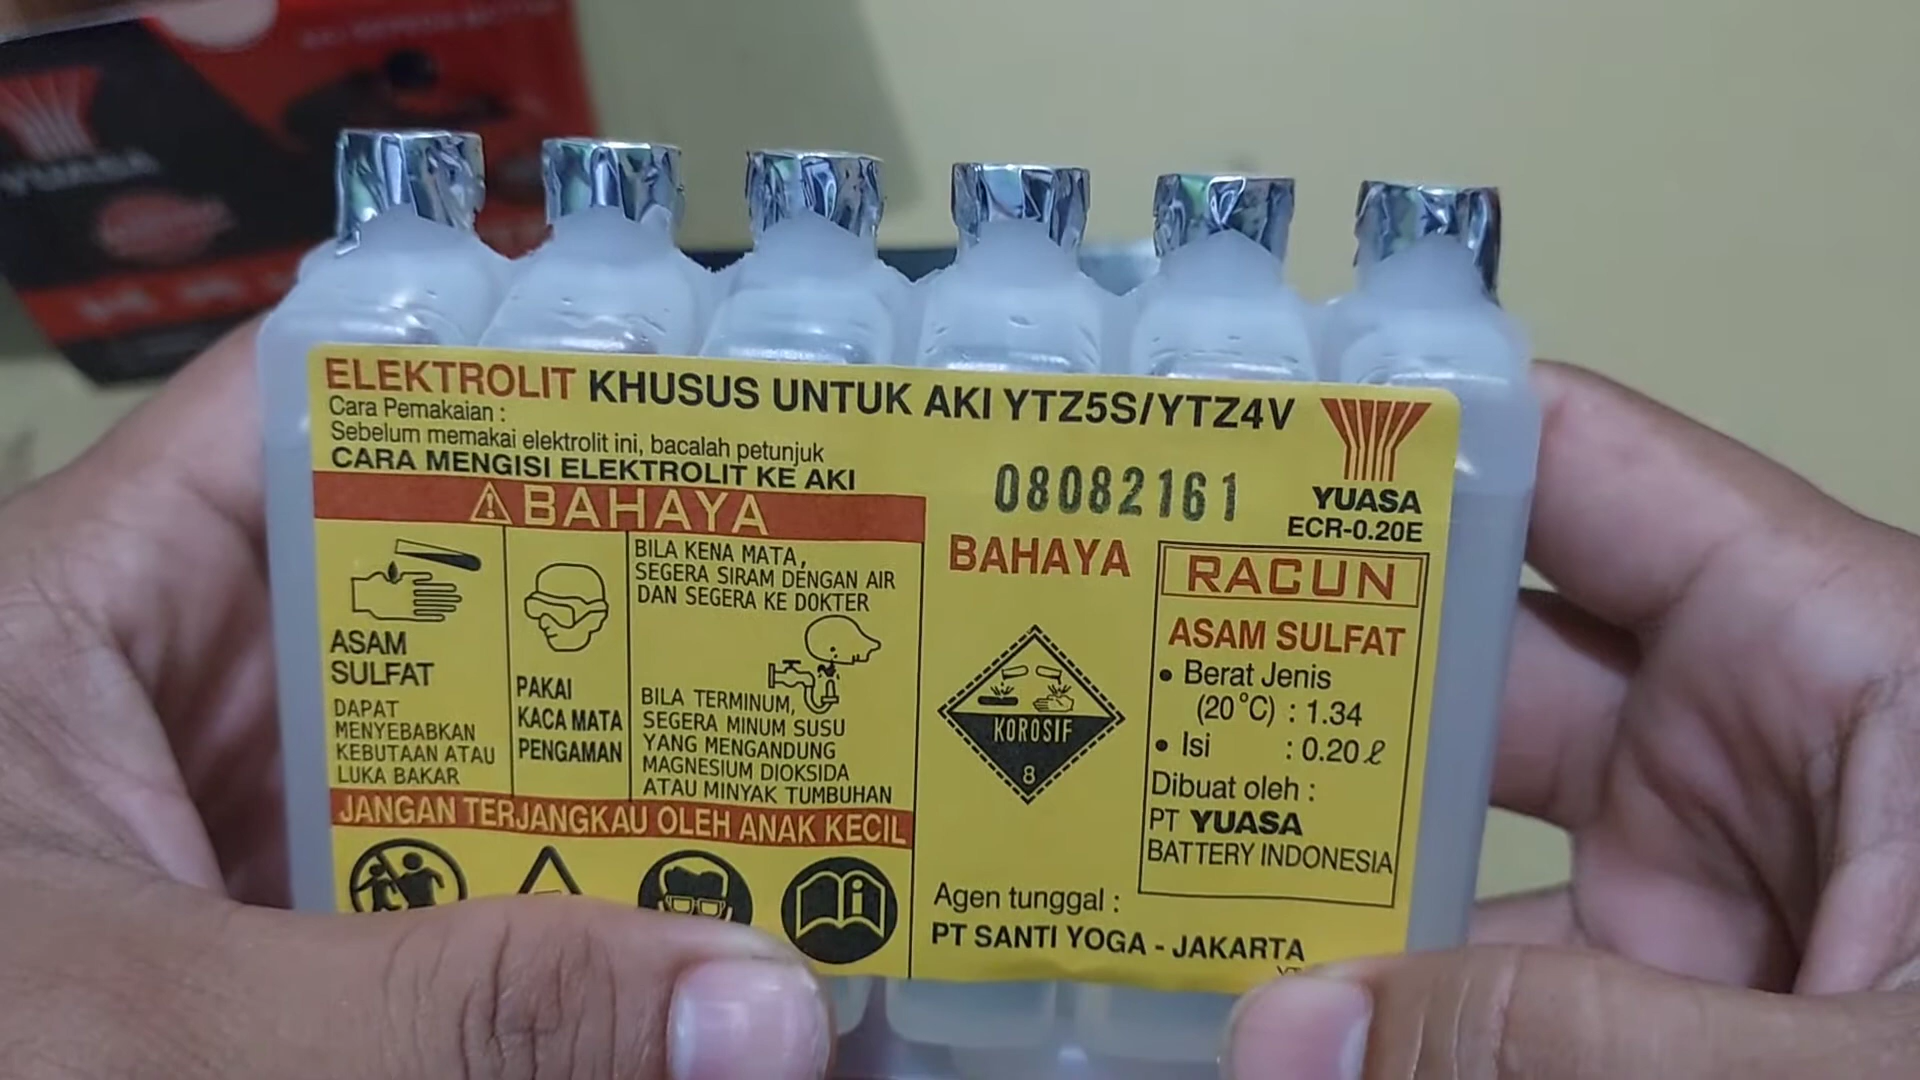 YUASA
ELEKTROLIT KHUSUS UNTUK AKI YTZ5S/YTZ4V
Cara Pemakaian :
Sebelum memakai elektrolit ini, bacalah petunjuk
CARA MENGISI ELEKTROLIT KE AKI
BAHAYA
ASAM
SULFAT
DAPAT
MENYEBABKAN
KEBUTAAN ATAU
LUKA BAKAR
PAKAI
KACA MATA
PENGAMAN
BILA KENA MATA,
SEGERA SIRAM DENGAN AIR
DAN SEGERA KE DOKTER
BILA TERMINUM,
SEGERA MINUM SUSU
YANG MENGANDUNG
MAGNESIUM DIOKSIDA
ATAU MINYAK TUMBUHAN
JANGAN TERJANGKAU OLEH ANAK KECIL
08082161
YUASA
ECR-0.20E
BAHAYA
KOROSIF
8
RACUN
ASAM SULFAT
• Berat Jenis
(20°C) : 1.34
• Isi : 0.20 ℓ
Dibuat oleh :
PT YUASA
BATTERY INDONESIA
Agen tunggal :
PT SANTI YOGA - JAKARTA